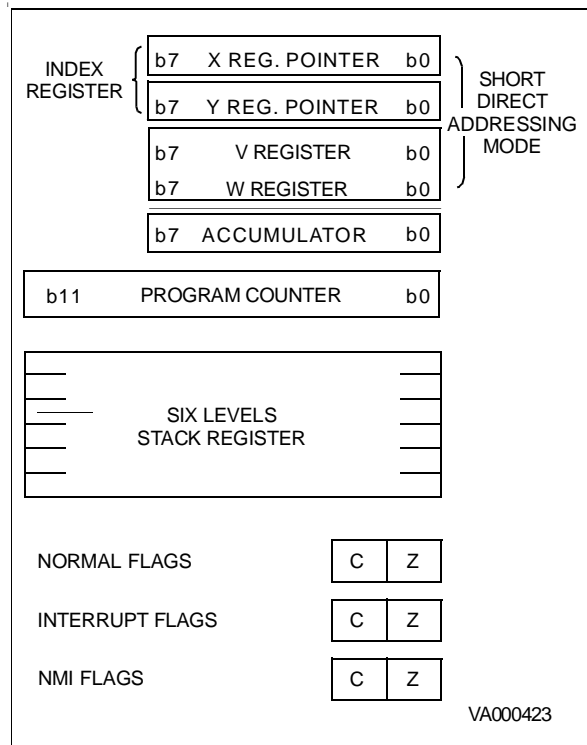 INDEX
REGISTER
b7 X REG. POINTER b0
b7 Y REG. POINTER b0
b7 V REGISTER b0
b7 W REGISTER b0
SHORT
DIRECT
ADDRESSING
MODE
b7 ACCUMULATOR b0
b11 PROGRAM COUNTER b0
SIX LEVELS
STACK REGISTER
NORMAL FLAGS C Z
INTERRUPT FLAGS C Z
NMI FLAGS C Z
VA000423